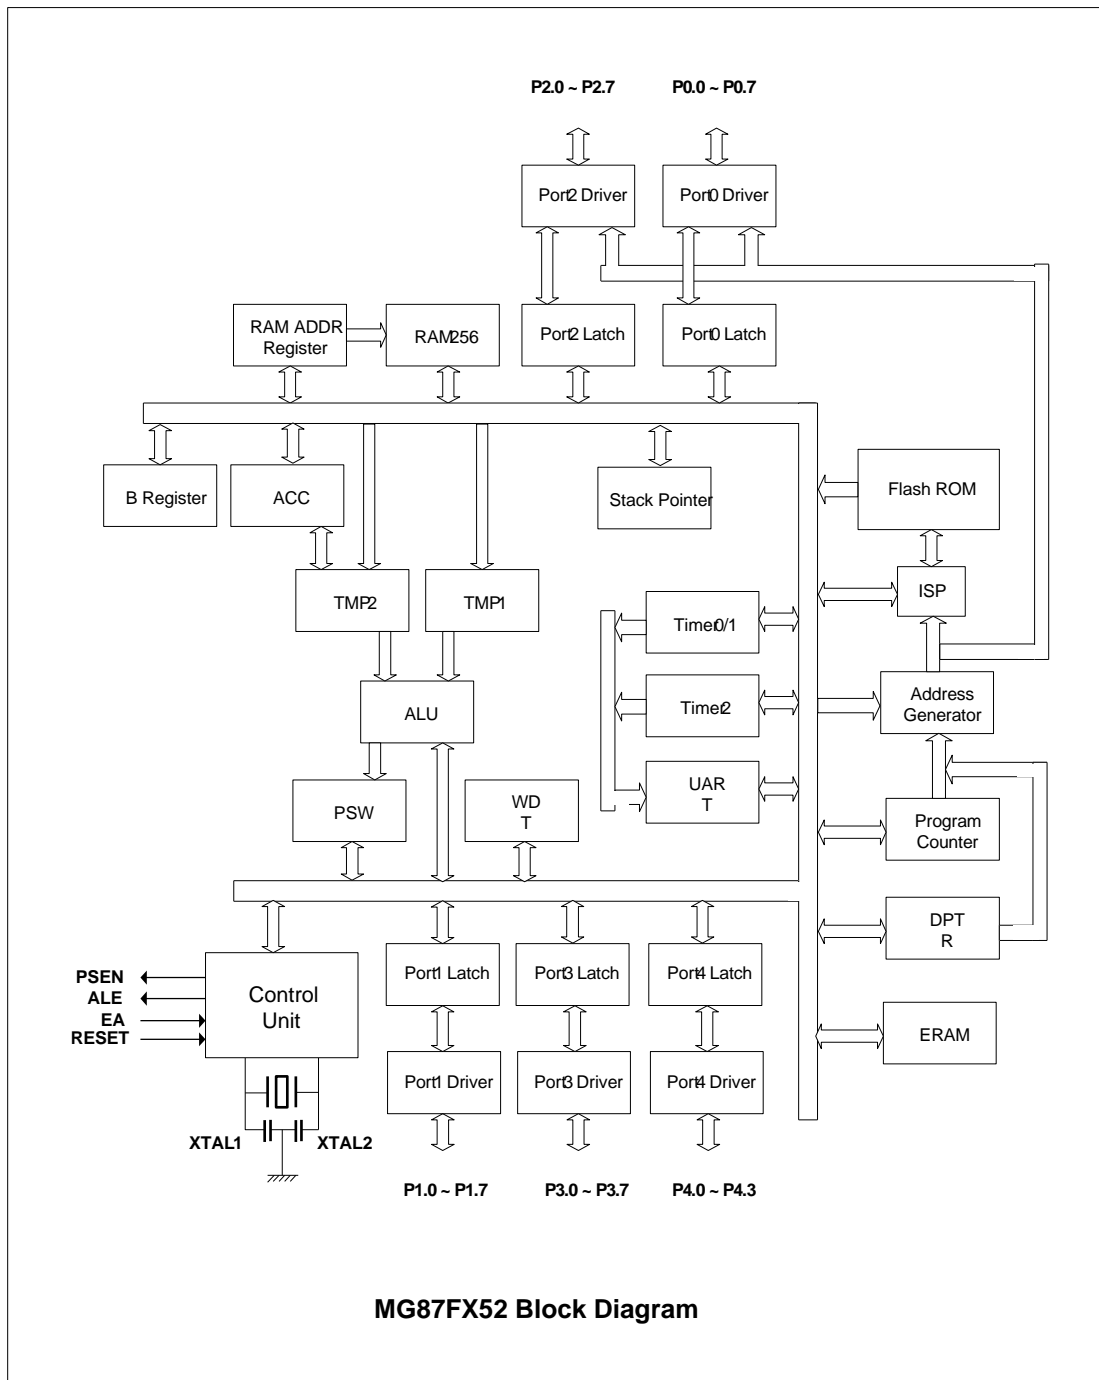 P2.0 ~ P2.7
P0.0 ~ P0.7
Port2 Driver
Port0 Driver
RAM ADDR
Register
RAM256
Port2 Latch
Port0 Latch
B Register
ACC
Stack Pointer
Flash ROM
TMP2
TMP1
ISP
Timer0/1
ALU
Timer2
Address
Generator
PSW
WD
T
UAR
T
Program
Counter
DPT
R
PSEN
ALE
EA
RESET
Control
Unit
Port1 Latch
Port3 Latch
Port4 Latch
ERAM
Port1 Driver
Port3 Driver
Port4 Driver
XTAL1
XTAL2
P1.0 ~ P1.7
P3.0 ~ P3.7
P4.0 ~ P4.3
MG87FX52 Block Diagram